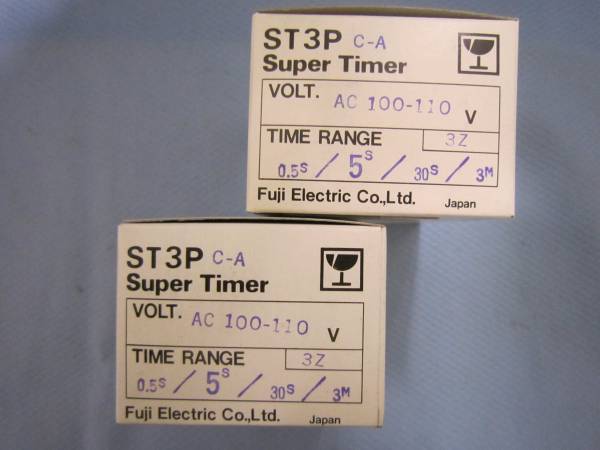 ST3P C-A
Super Timer
VOLT. AC 100-110 V
TIME RANGE 3Z
0.5S / 5S / 30S / 3M
Fuji Electric Co.,Ltd. Japan
ST3P C-A
Super Timer
VOLT. AC 100-110 V
TIME RANGE 3Z
0.5S / 5S / 30S / 3M
Fuji Electric Co.,Ltd. Japan